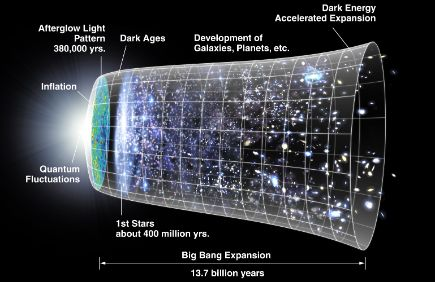 Dark Energy
Accelerated Expansion
Afterglow Light
Pattern
380,000 yrs.
Dark Ages
Development of
Galaxies, Planets, etc.
Inflation
Quantum
Fluctuations
1st Stars
about 400 million yrs.
Big Bang Expansion
13.7 billion years